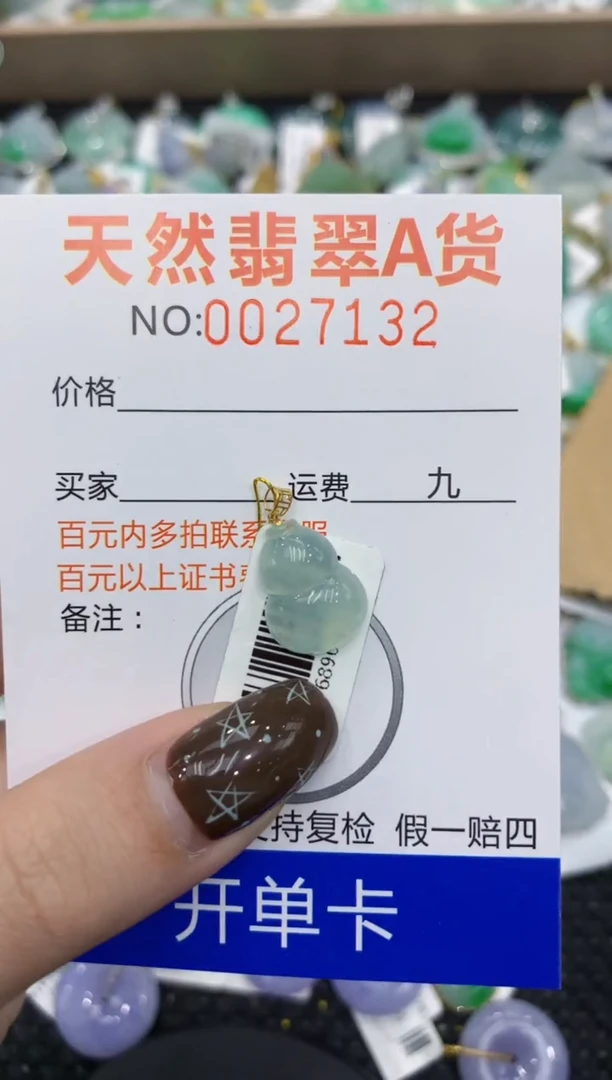 天然翡翠A货
NO:0027132
价格
买家 运费 九
百元内多拍联系 服
百元以上证书
备注：
689
持复检 假一赔四
开单卡